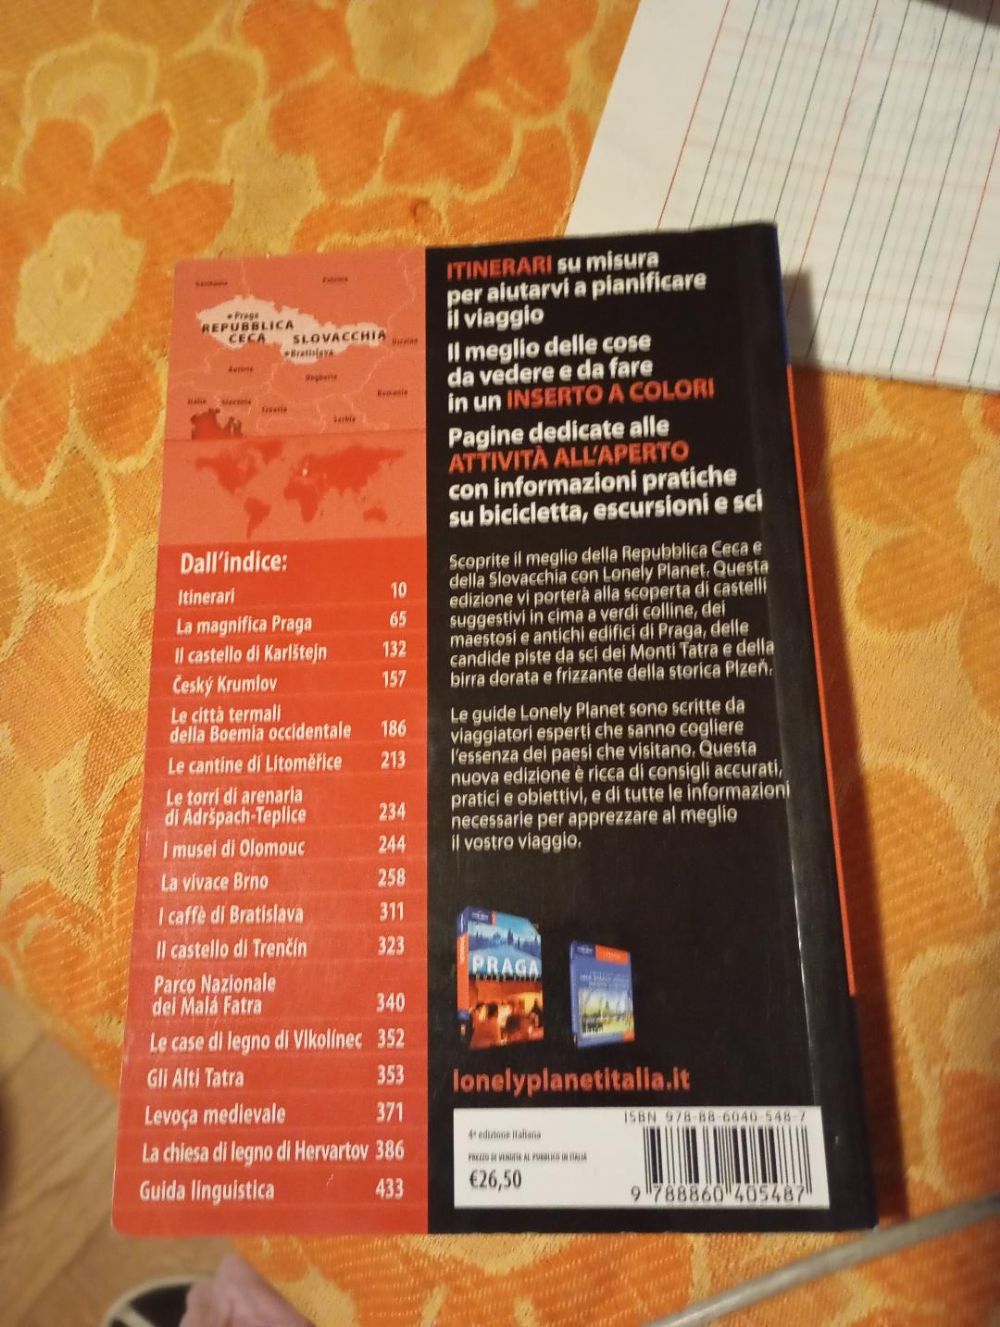 Germania
Polonia
Praga
REPUBBLICA
CECA
SLOVACCHIA
Bratislava
Ucraina
Austria
Ungheria
Romania
Italia
Slovenia
Croazia
Serbia
Dall'indice:
Itinerari 10
La magnifica Praga 65
Il castello di Karlštejn 132
Český Krumlov 157
Le città termali
della Boemia occidentale 186
Le cantine di Litoměřice 213
Le torri di arenaria
di Adršpach-Teplice 234
I musei di Olomouc 244
La vivace Brno 258
I caffè di Bratislava 311
Il castello di Trenčín 323
Parco Nazionale
dei Malá Fatra 340
Le case di legno di Vlkolínec 352
Gli Alti Tatra 353
Levoça medievale 371
La chiesa di legno di Hervartov 386
Guida linguistica 433
ITINERARI su misura
per aiutarvi a pianificare
il viaggio
Il meglio delle cose
da vedere e da fare
in un INSERTO A COLORI
Pagine dedicate alle
ATTIVITÀ ALL'APERTO
con informazioni pratiche
su bicicletta, escursioni e sci
Scoprite il meglio della Repubblica Ceca e
della Slovacchia con Lonely Planet. Questa
edizione vi porterà alla scoperta di castelli
suggestivi in cima a verdi colline, dei
maestosi e antichi edifici di Praga, delle
candide piste da sci dei Monti Tatra e della
birra dorata e frizzante della storica Plzeň.
Le guide Lonely Planet sono scritte da
viaggiatori esperti che sanno cogliere
l'essenza dei paesi che visitano. Questa
nuova edizione è ricca di consigli accurati,
pratici e obiettivi, e di tutte le informazioni
necessarie per apprezzare al meglio
il vostro viaggio.
PRAGA
lonelyplanetitalia.it
4ª edizione italiana
PREZZO DI VENDITA AL PUBBLICO IN ITALIA
€26,50
ISBN 978-88-6040-548-7
9 788860 405487